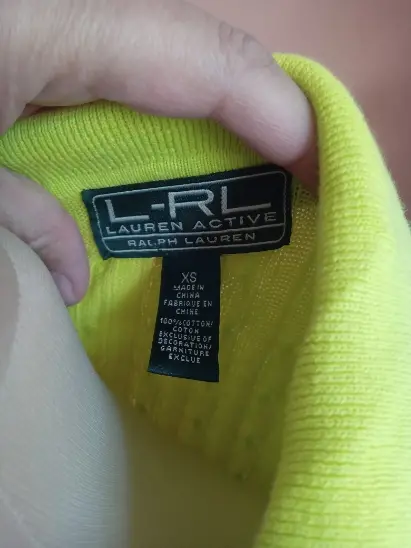 L-RL
LAUREN ACTIVE
RALPH LAUREN
XS
MADE IN
CHINA
FABRIQUE EN
CHINE
100% COTTON/
COTON
EXCLUSIVE OF
DECORATION/
GARNITURE
EXCLUE